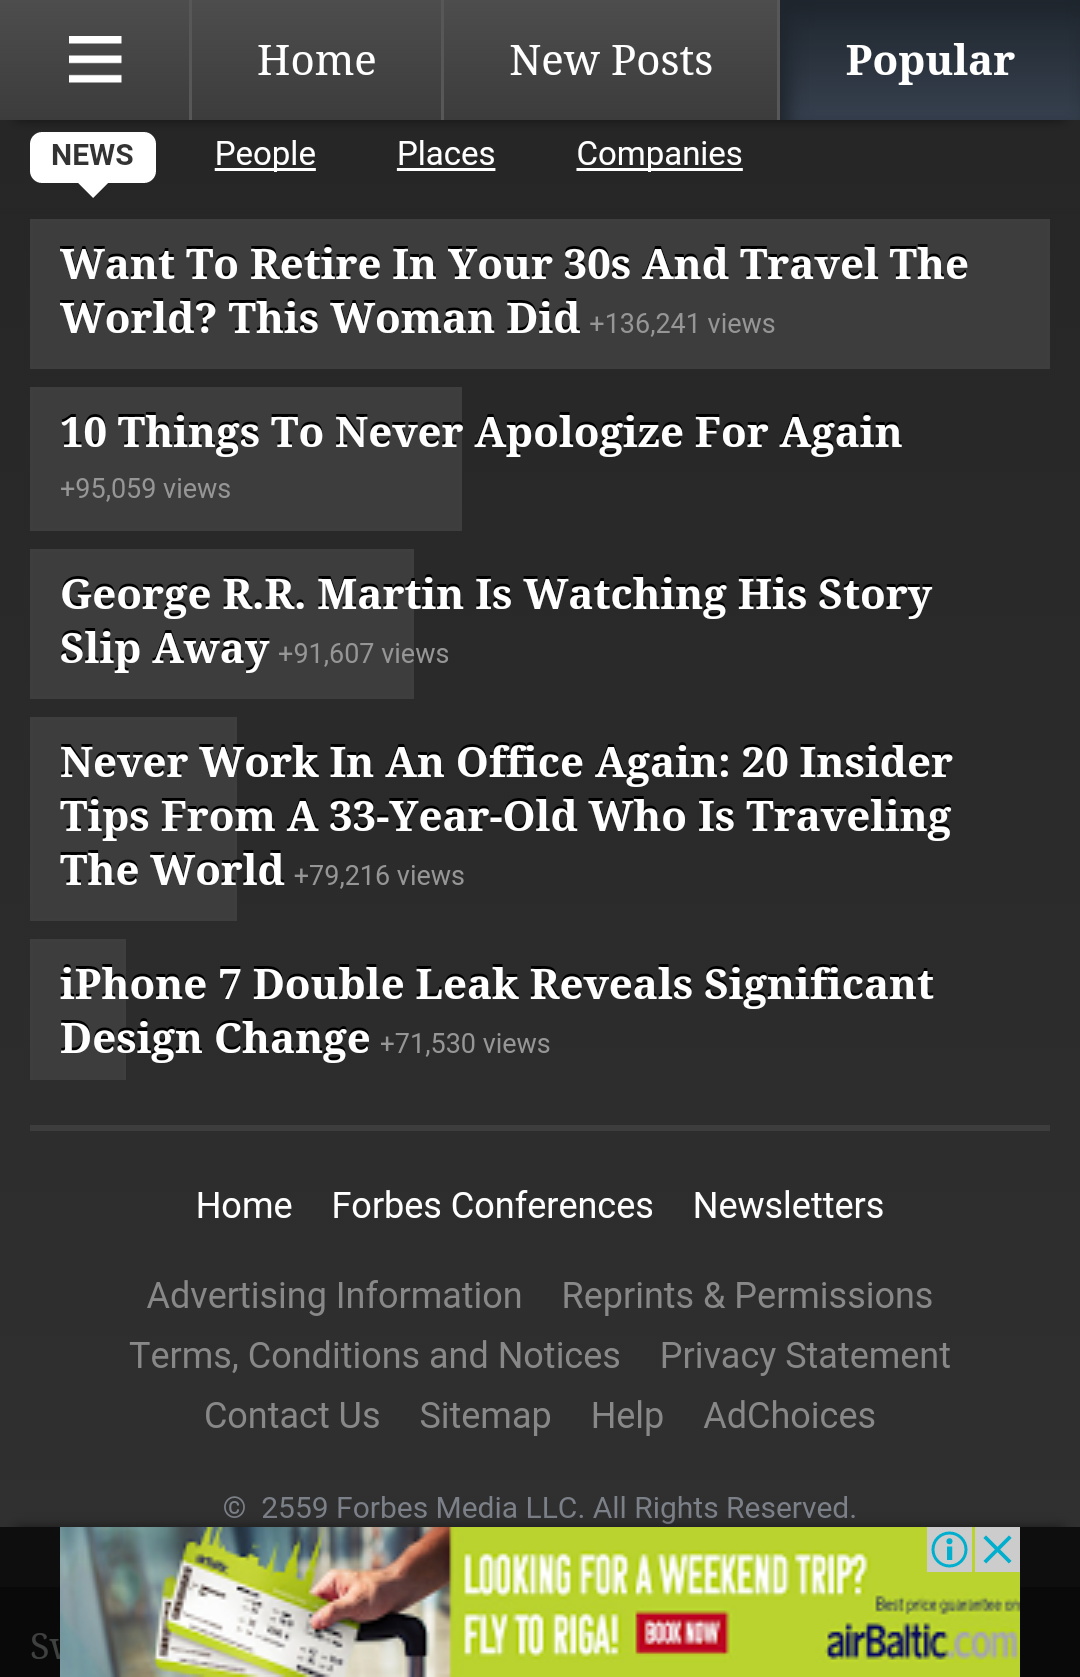 Home New Posts Popular
NEWS People Places Companies
Want To Retire In Your 30s And Travel The
World? This Woman Did +136,241 views
10 Things To Never Apologize For Again
+95,059 views
George R.R. Martin Is Watching His Story
Slip Away +91,607 views
Never Work In An Office Again: 20 Insider
Tips From A 33-Year-Old Who Is Traveling
The World +79,216 views
iPhone 7 Double Leak Reveals Significant
Design Change +71,530 views
Home Forbes Conferences Newsletters
Advertising Information Reprints & Permissions
Terms, Conditions and Notices Privacy Statement
Contact Us Sitemap Help AdChoices
© 2559 Forbes Media LLC. All Rights Reserved.
LOOKING FOR A WEEKEND TRIP?
Best price guarantee on
FLY TO RIGA! BOOK NOW
airBaltic.com